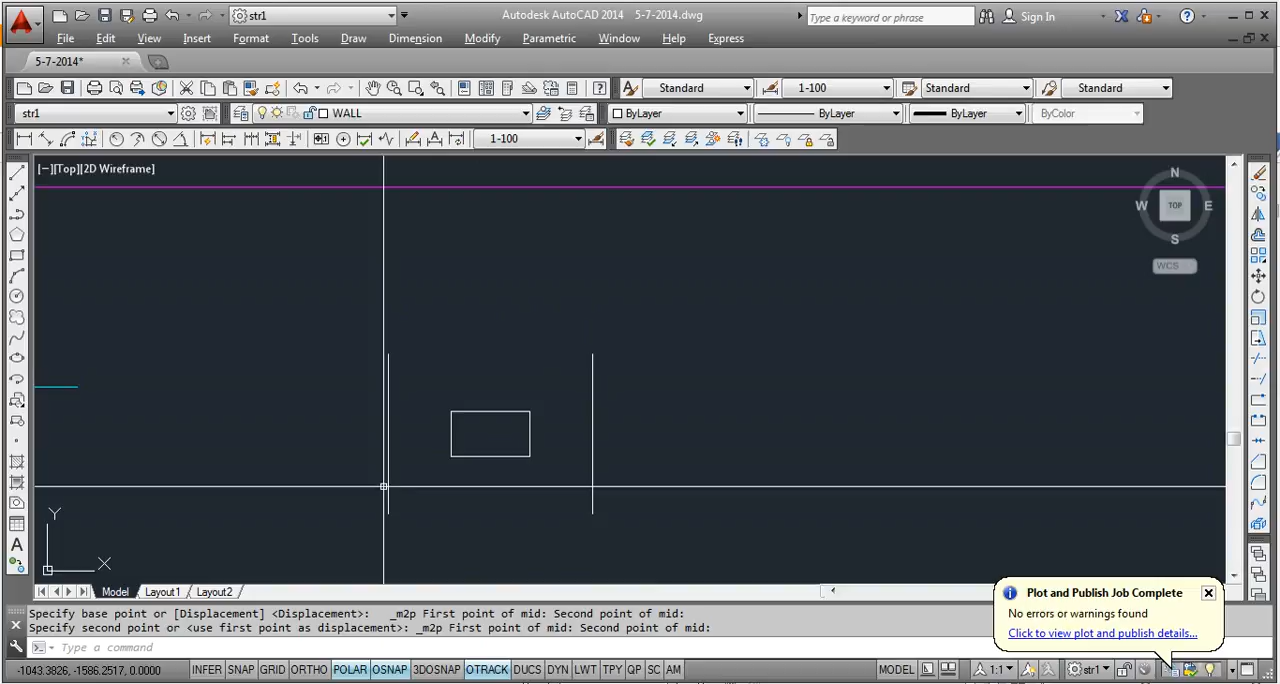 str1
Autodesk AutoCAD 2014 5-7-2014.dwg
Type a keyword or phrase
Sign In
File Edit View Insert Format Tools Draw Dimension Modify Parametric Window Help Express
5-7-2014*
Standard 1-100 Standard Standard
str1 WALL ByLayer ByLayer ByLayer ByColor
1-100
[−][Top][2D Wireframe]
N
W TOP E
S
WCS
Y
X
Model Layout1 Layout2
Specify base point or [Displacement] <Displacement>: _m2p First point of mid: Second point of mid:
Specify second point or <use first point as displacement>: _m2p First point of mid: Second point of mid:
Type a command
Plot and Publish Job Complete
No errors or warnings found
Click to view plot and publish details...
-1043.3826, -1586.2517, 0.0000 INFER SNAP GRID ORTHO POLAR OSNAP 3DOSNAP OTRACK DUCS DYN LWT TPY QP SC AM MODEL 1:1 str1